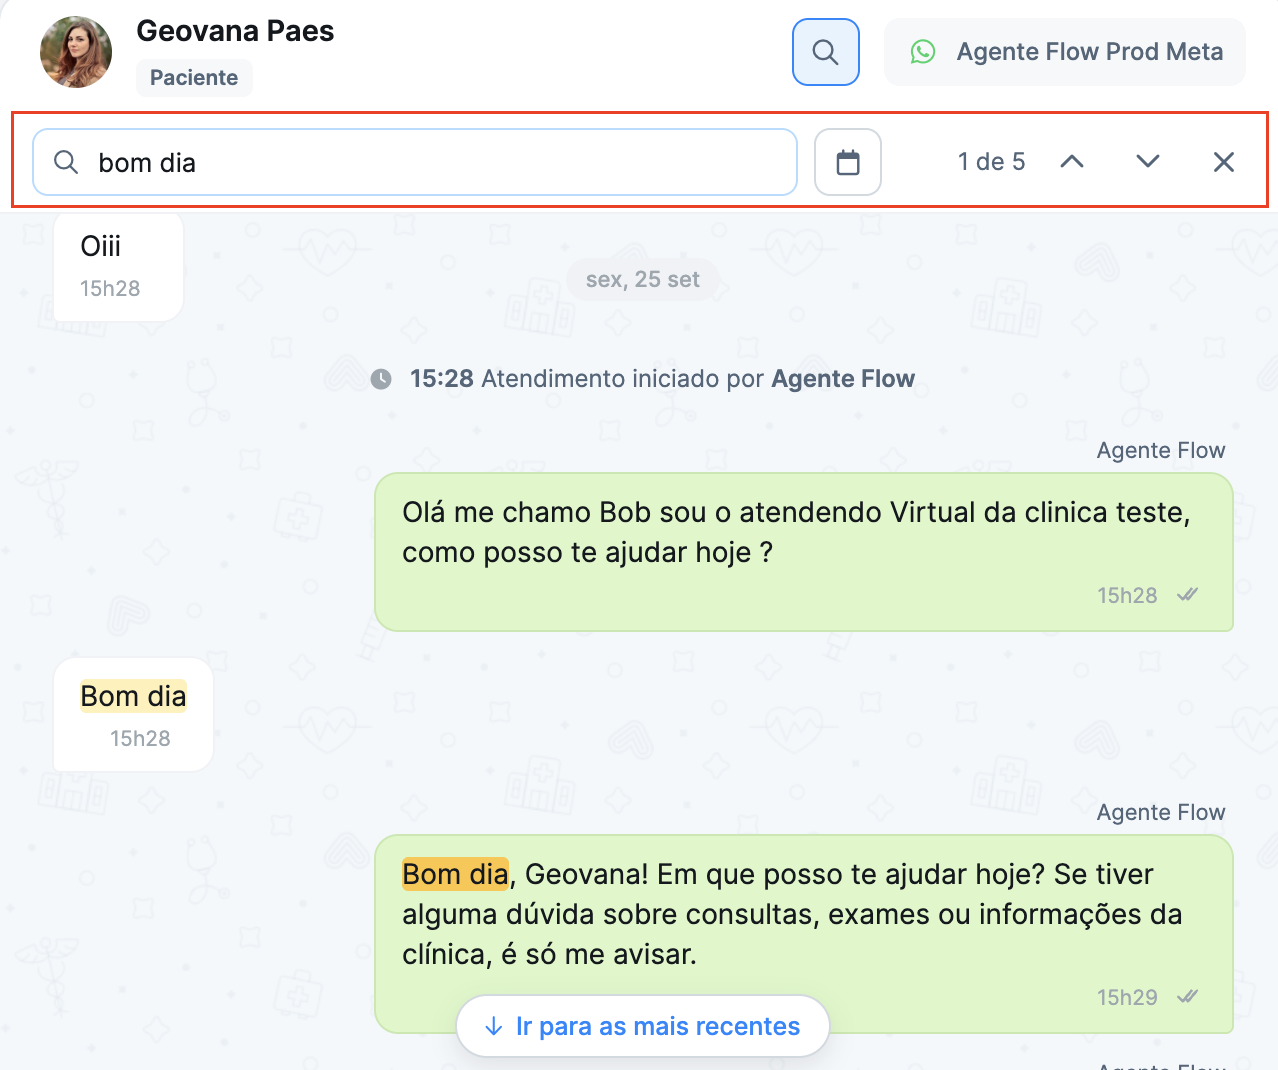 Geovana Paes
Paciente
Agente Flow Prod Meta
bom dia
1 de 5
Oiii
15h28
sex, 25 set
15:28 Atendimento iniciado por Agente Flow
Agente Flow
Olá me chamo Bob sou o atendendo Virtual da clinica teste,
como posso te ajudar hoje ?
15h28
Bom dia
15h28
Agente Flow
Bom dia, Geovana! Em que posso te ajudar hoje? Se tiver
alguma dúvida sobre consultas, exames ou informações da
clínica, é só me avisar.
15h29
Ir para as mais recentes
Agente Flow